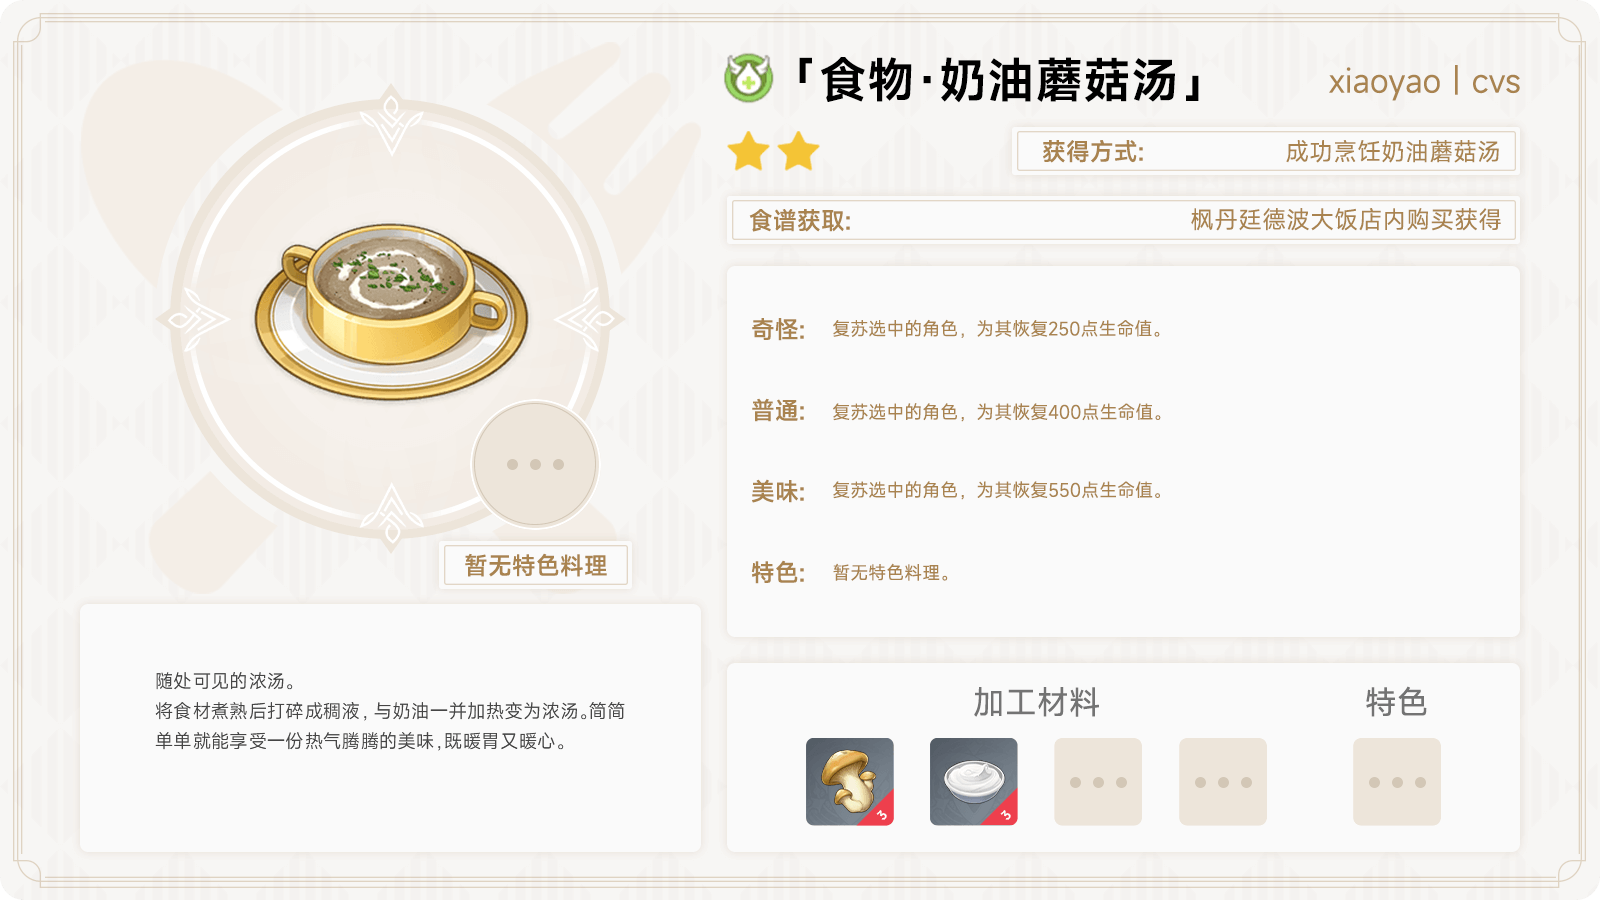 「食物·奶油蘑菇汤」
xiaoyao | cvs
获得方式: 成功烹饪奶油蘑菇汤
食谱获取: 枫丹廷德波大饭店内购买获得
奇怪: 复苏选中的角色，为其恢复250点生命值。
普通: 复苏选中的角色，为其恢复400点生命值。
美味: 复苏选中的角色，为其恢复550点生命值。
特色: 暂无特色料理。
暂无特色料理
随处可见的浓汤。
将食材煮熟后打碎成稠液，与奶油一并加热变为浓汤。简简
单单就能享受一份热气腾腾的美味,既暖胃又暖心。
加工材料 特色
3 3